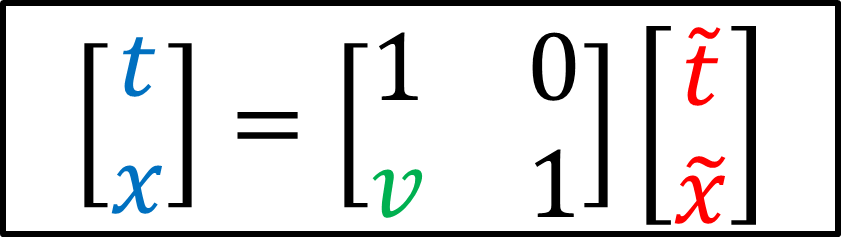 [t x] = [1 0 v 1] [t̃ x̃]